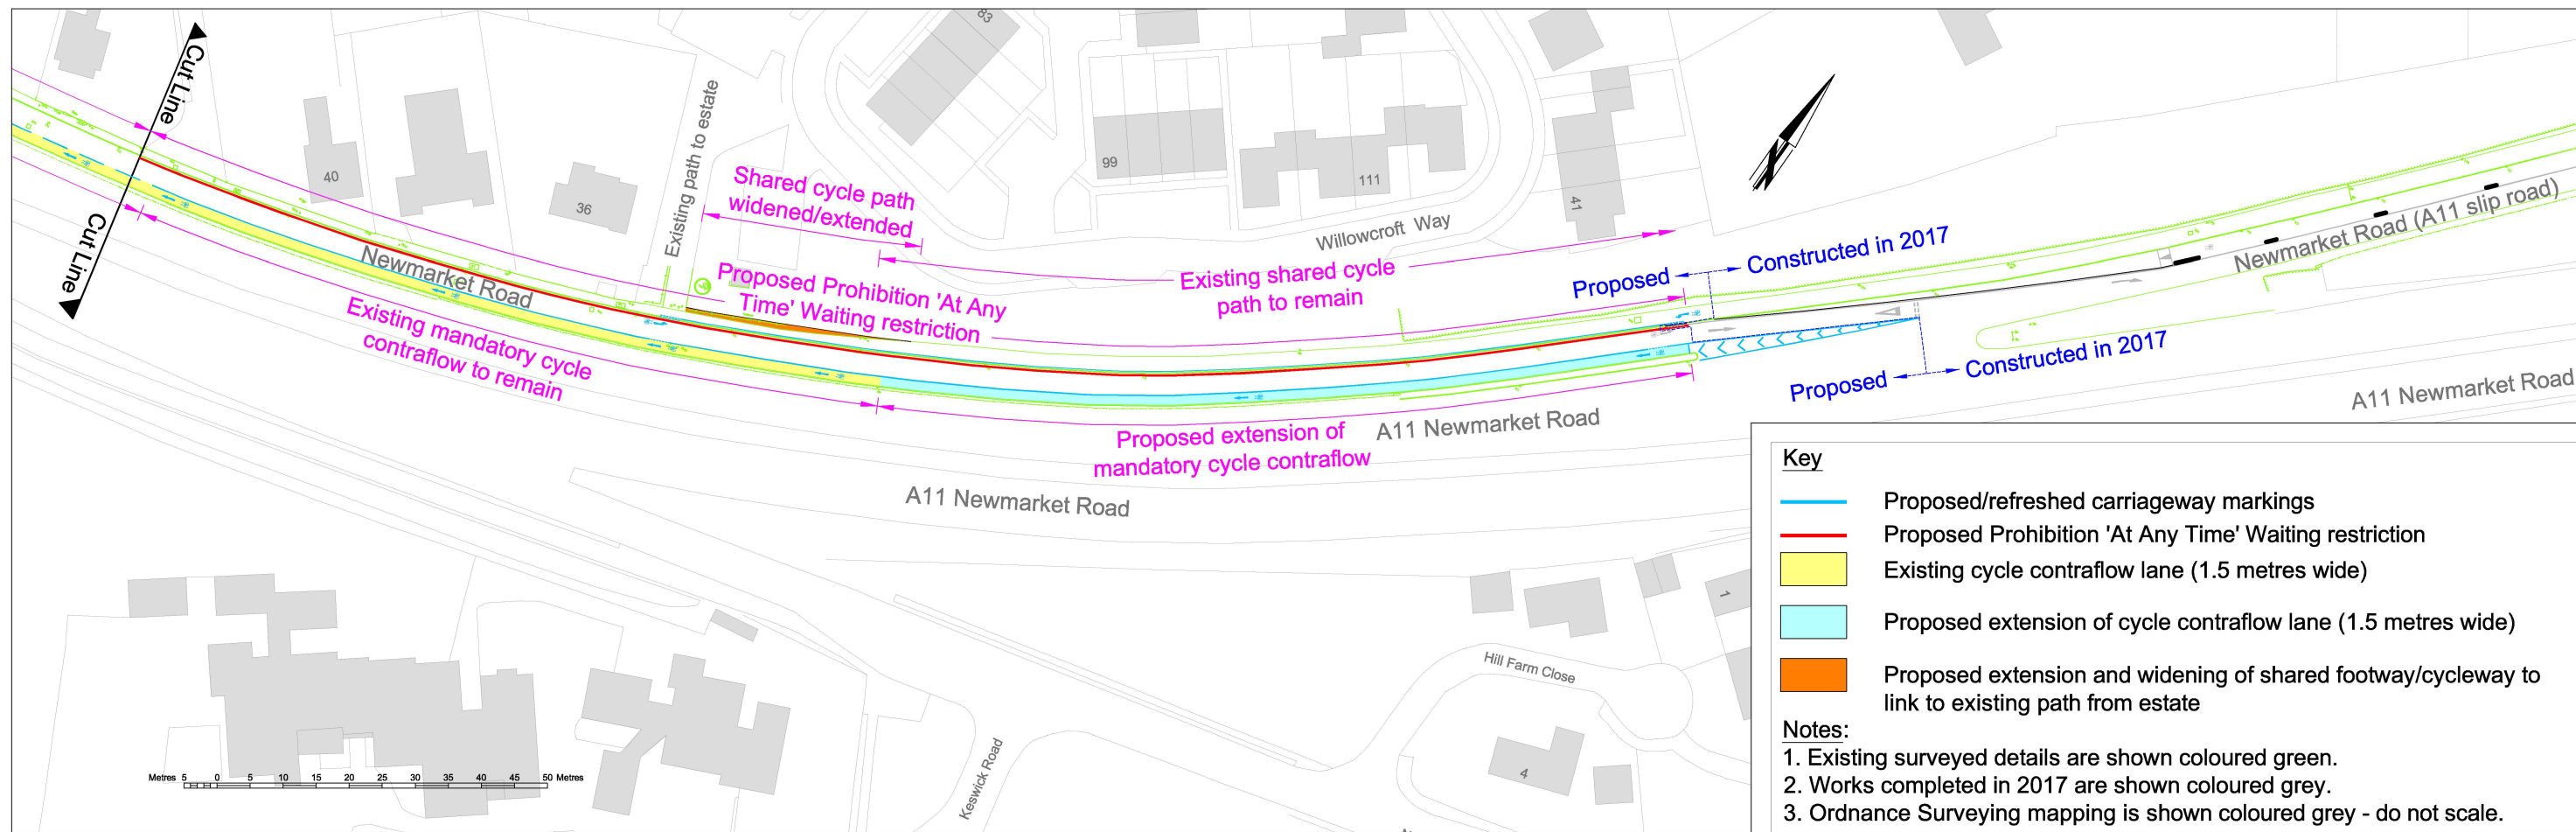 Cut Line
Cut Line
83
40
36
99
111
41
Existing path to estate
Shared cycle path
widened/extended
Willowcroft Way
Newmarket Road
Proposed Prohibition 'At Any
Time' Waiting restriction
Existing shared cycle
path to remain
Proposed
Constructed in 2017
Newmarket Road (A11 slip road)
Existing mandatory cycle
contraflow to remain
Proposed
Constructed in 2017
A11 Newmarket Road
Proposed extension of
mandatory cycle contraflow
A11 Newmarket Road
A11 Newmarket Road
Hill Farm Close
1
4
Keswick Road
Metres 5 0 5 10 15 20 25 30 35 40 45 50 Metres
Key
Proposed/refreshed carriageway markings
Proposed Prohibition 'At Any Time' Waiting restriction
Existing cycle contraflow lane (1.5 metres wide)
Proposed extension of cycle contraflow lane (1.5 metres wide)
Proposed extension and widening of shared footway/cycleway to
link to existing path from estate
Notes:
1. Existing surveyed details are shown coloured green.
2. Works completed in 2017 are shown coloured grey.
3. Ordnance Surveying mapping is shown coloured grey - do not scale.